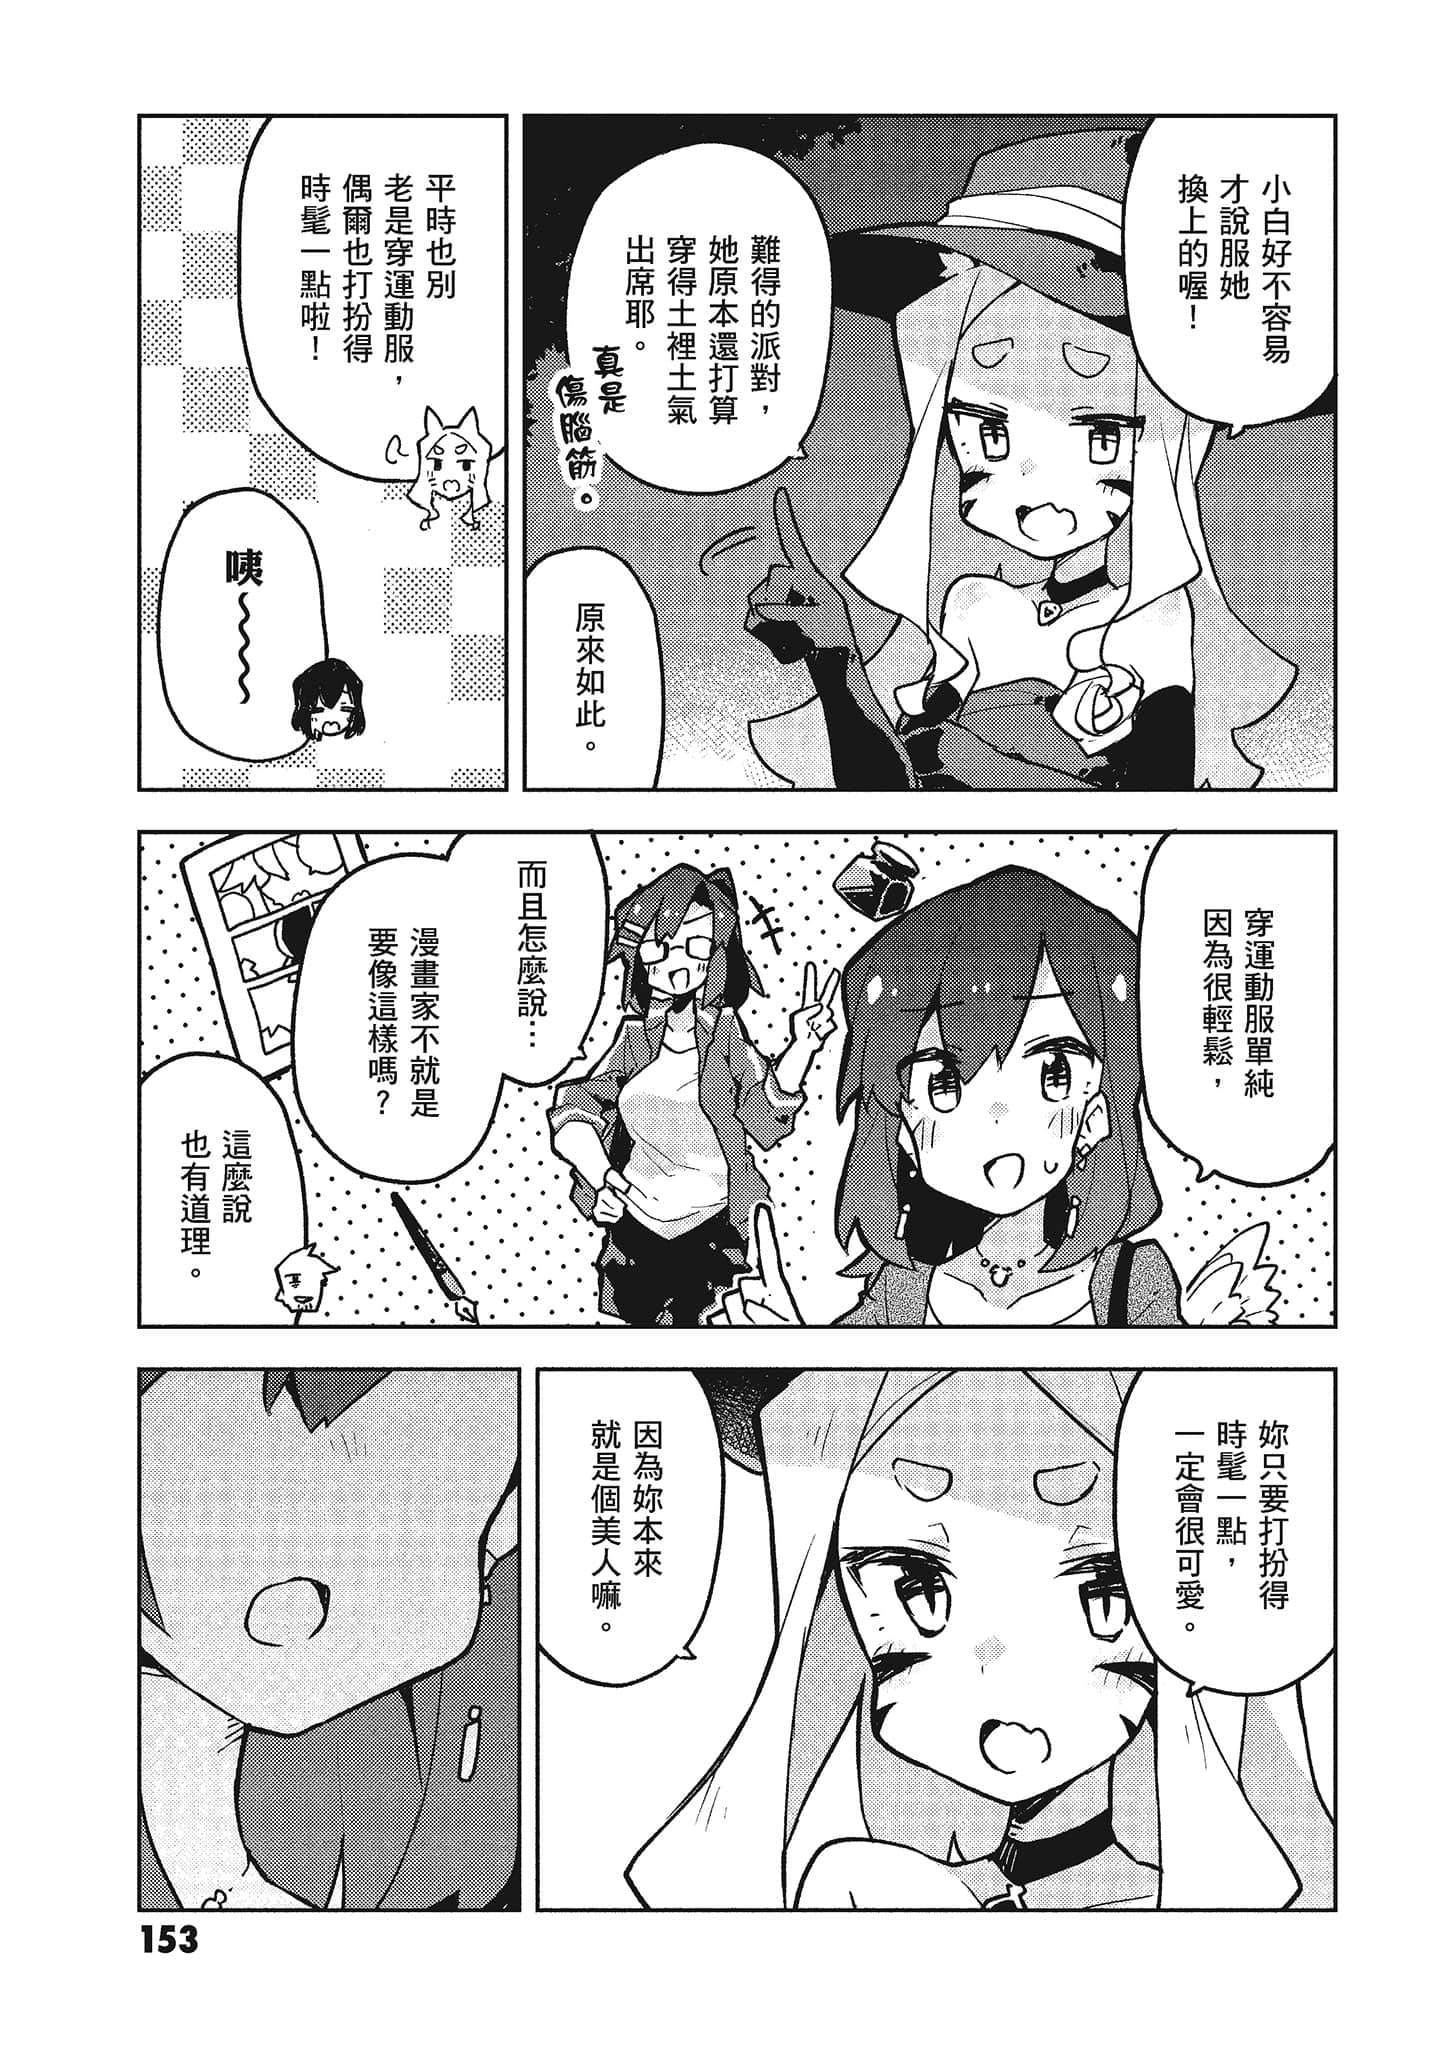 小白好不容易
才說服她
換上的喔！
難得的派對，
她原本還打算
穿得土裡土氣
出席耶。
真是
傷腦筋。
原來如此。
平時也別
老是穿運動服，
偶爾也打扮得
時髦一點啦！
咦～～～～
穿運動服單純
因為很輕鬆，
而且怎麼說…
漫畫家不就是
要像這樣嗎？
這麼說
也有道理。
妳只要打扮得
時髦一點，
一定會很可愛。
因為妳本來
就是個美人嘛。
153